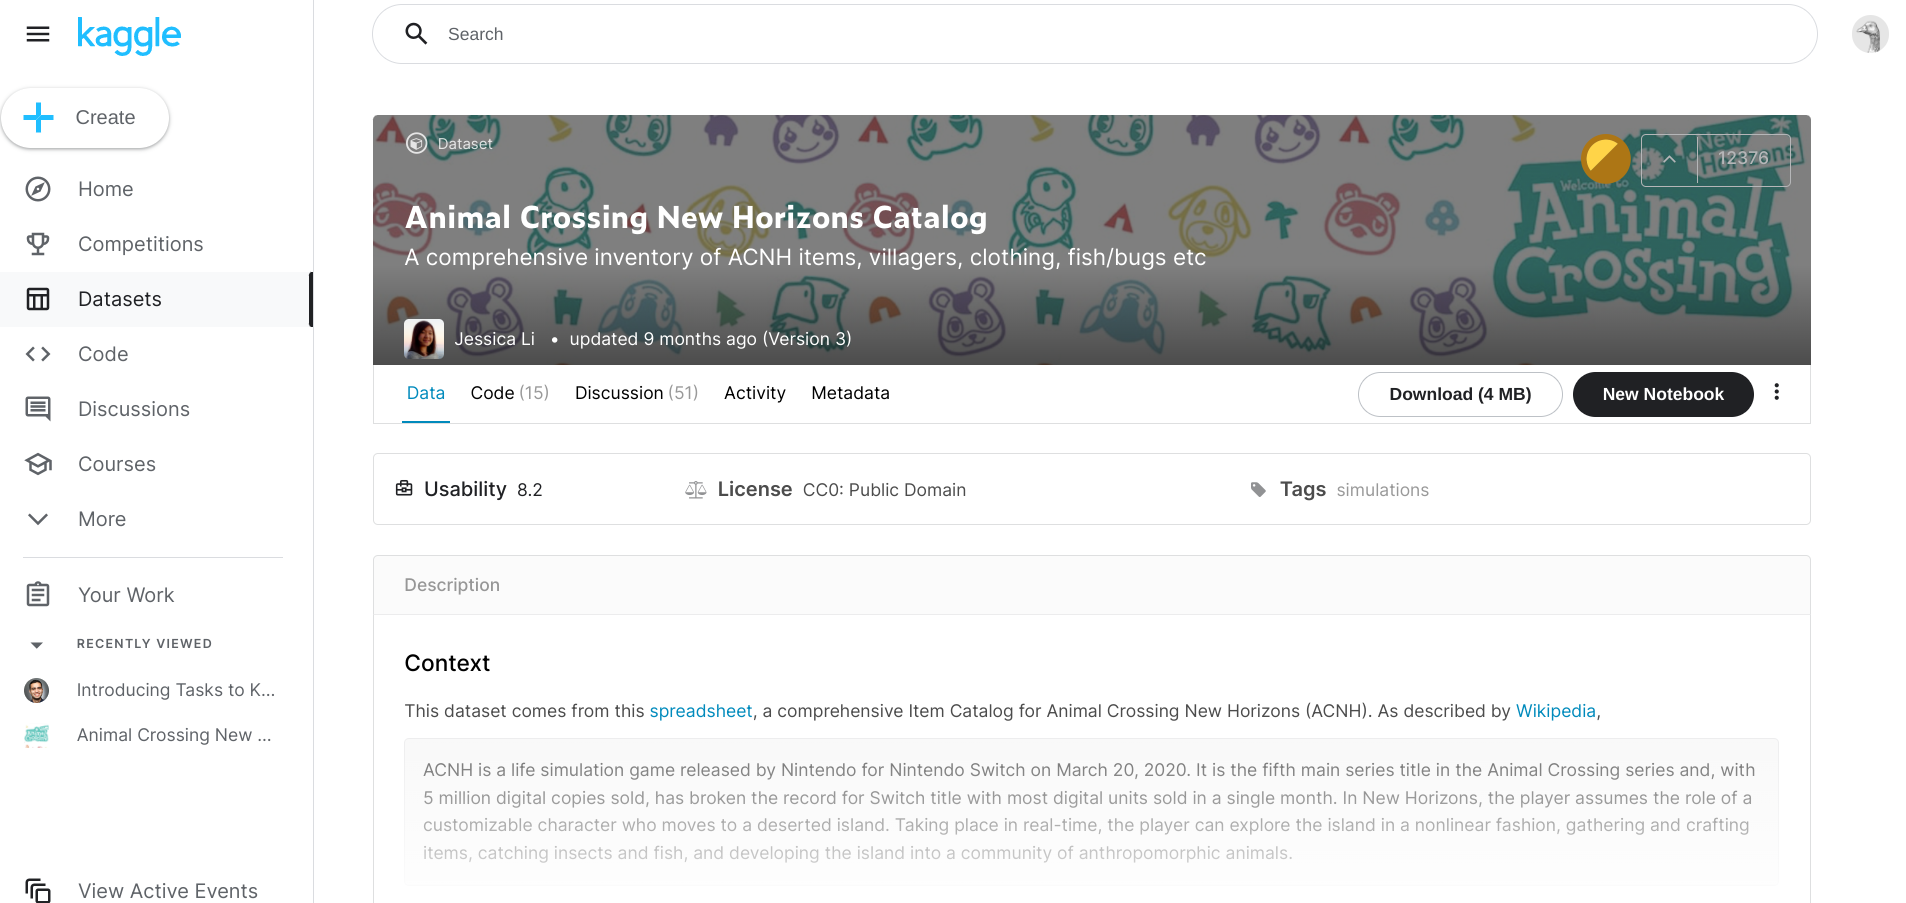 kaggle
Search
Create
Home
Competitions
Datasets
Code
Discussions
Courses
More
Your Work
RECENTLY VIEWED
Introducing Tasks to K...
Animal Crossing New ...
View Active Events
Dataset
12376
New Horizons
Welcome to
Animal
Crossing
Animal Crossing New Horizons Catalog
A comprehensive inventory of ACNH items, villagers, clothing, fish/bugs etc
Jessica Li • updated 9 months ago (Version 3)
Data Code (15) Discussion (51) Activity Metadata
Download (4 MB) New Notebook
Usability 8.2 License CC0: Public Domain Tags simulations
Description
Context
This dataset comes from this spreadsheet, a comprehensive Item Catalog for Animal Crossing New Horizons (ACNH). As described by Wikipedia,
ACNH is a life simulation game released by Nintendo for Nintendo Switch on March 20, 2020. It is the fifth main series title in the Animal Crossing series and, with
5 million digital copies sold, has broken the record for Switch title with most digital units sold in a single month. In New Horizons, the player assumes the role of a
customizable character who moves to a deserted island. Taking place in real-time, the player can explore the island in a nonlinear fashion, gathering and crafting
items, catching insects and fish, and developing the island into a community of anthropomorphic animals.